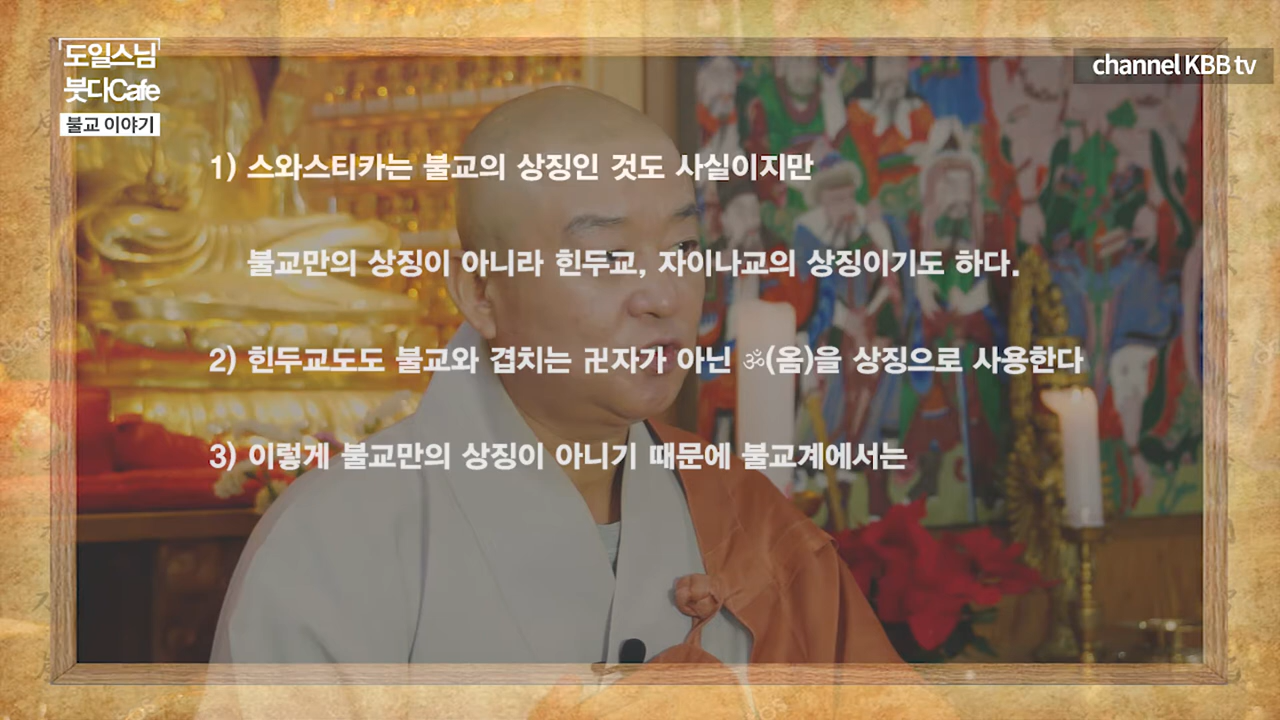 도일스님
붓다Cafe
불교 이야기
channel KBB tv
1) 스와스티카는 불교의 상징인 것도 사실이지만
불교만의 상징이 아니라 힌두교, 자이나교의 상징이기도 하다.
2) 힌두교도도 불교와 겹치는 卍자가 아닌 ॐ(옴)을 상징으로 사용한다
3) 이렇게 불교만의 상징이 아니기 때문에 불교계에서는